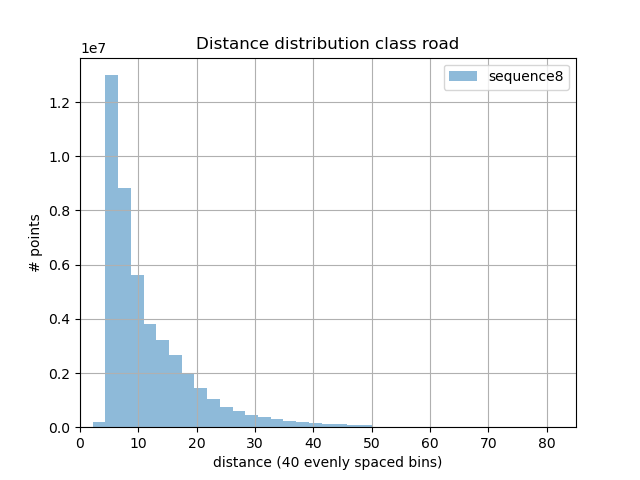 Distance distribution class road
1e7
sequence8
1.2
1.0
0.8
0.6
0.4
0.2
0.0
# points
0 10 20 30 40 50 60 70 80
distance (40 evenly spaced bins)